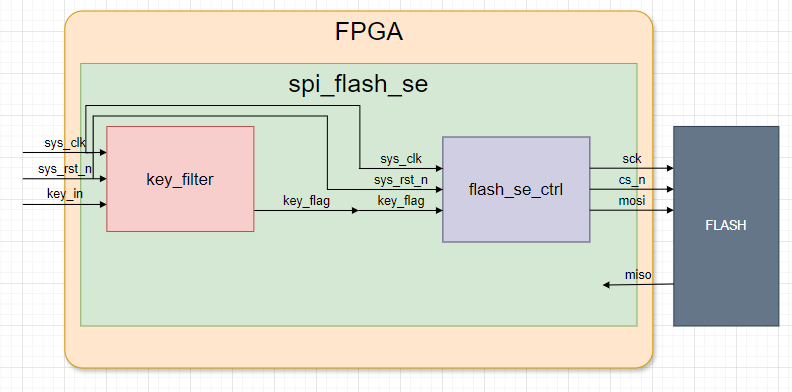 FPGA
spi_flash_se
sys_clk
sys_rst_n
key_in
key_filter
key_flag
sys_clk
sys_rst_n
key_flag
flash_se_ctrl
sck
cs_n
mosi
miso
FLASH